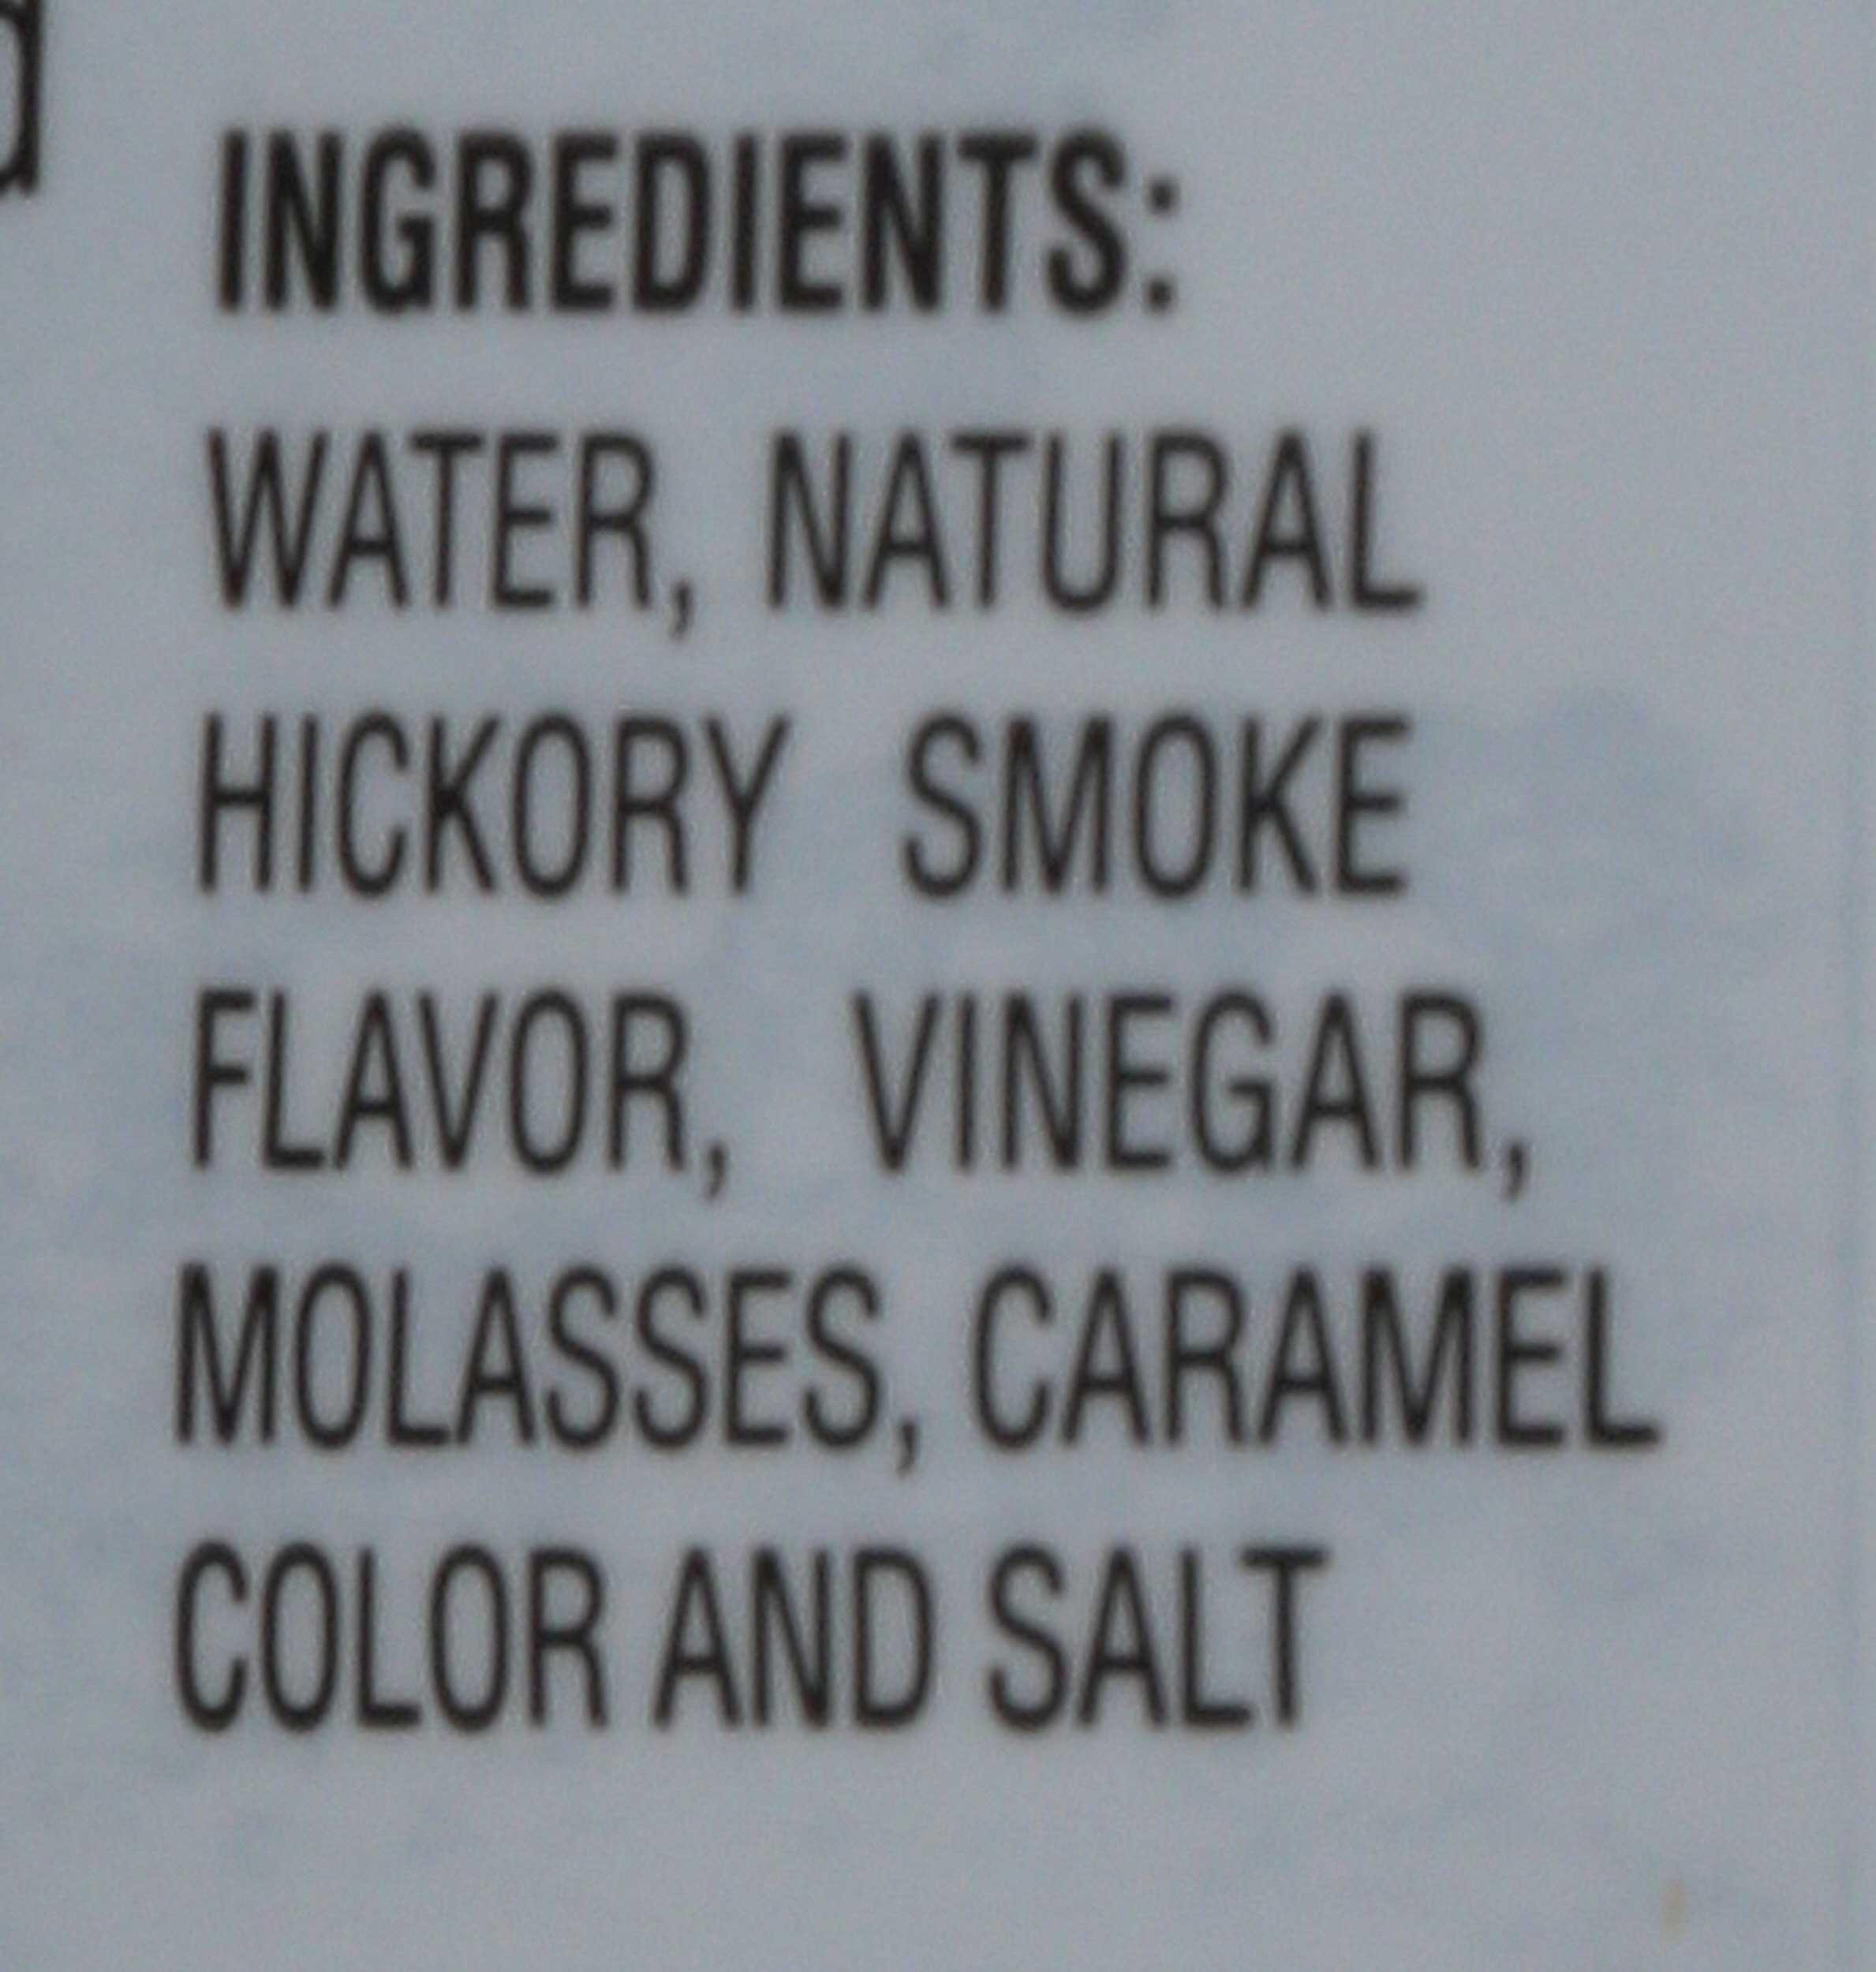 INGREDIENTS:
WATER, NATURAL
HICKORY SMOKE
FLAVOR, VINEGAR,
MOLASSES, CARAMEL
COLOR AND SALT